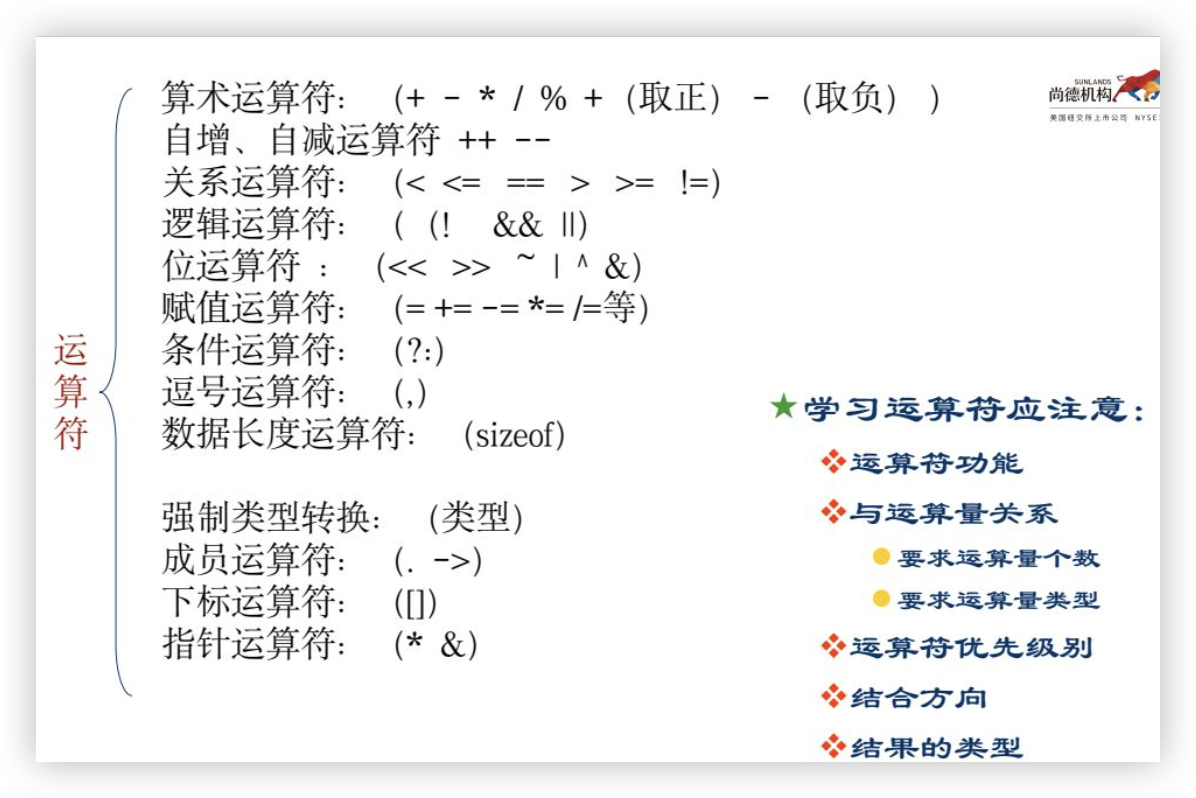 算术运算符： (+ - * / % + (取正) - (取负) )
自增、自减运算符 ++ --
关系运算符： (< <= == > >= !=)
逻辑运算符： ( (! && ||)
位运算符 ： (<< >> ~ | ^ &)
赋值运算符： (= += -= *= /=等)
条件运算符： (?:)
逗号运算符： (,)
数据长度运算符： (sizeof)
强制类型转换： (类型)
成员运算符： (. ->)
下标运算符： ([])
指针运算符： (* &)
运算符
SUNLANDS
尚德机构
美国纽交所上市公司 NYSE:
★学习运算符应注意：
运算符功能
与运算量关系
要求运算量个数
要求运算量类型
运算符优先级别
结合方向
结果的类型